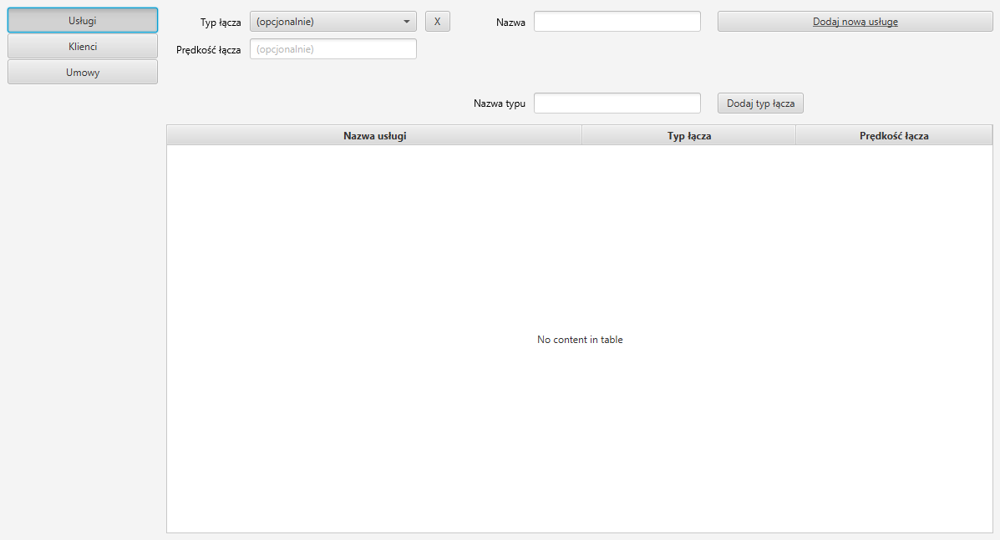 Usługi
Klienci
Umowy
Typ łącza (opcjonalnie) X Nazwa Dodaj nową usługe
Prędkość łącza (opcjonalnie)
Nazwa typu Dodaj typ łącza
Nazwa usługi Typ łącza Prędkość łącza
No content in table